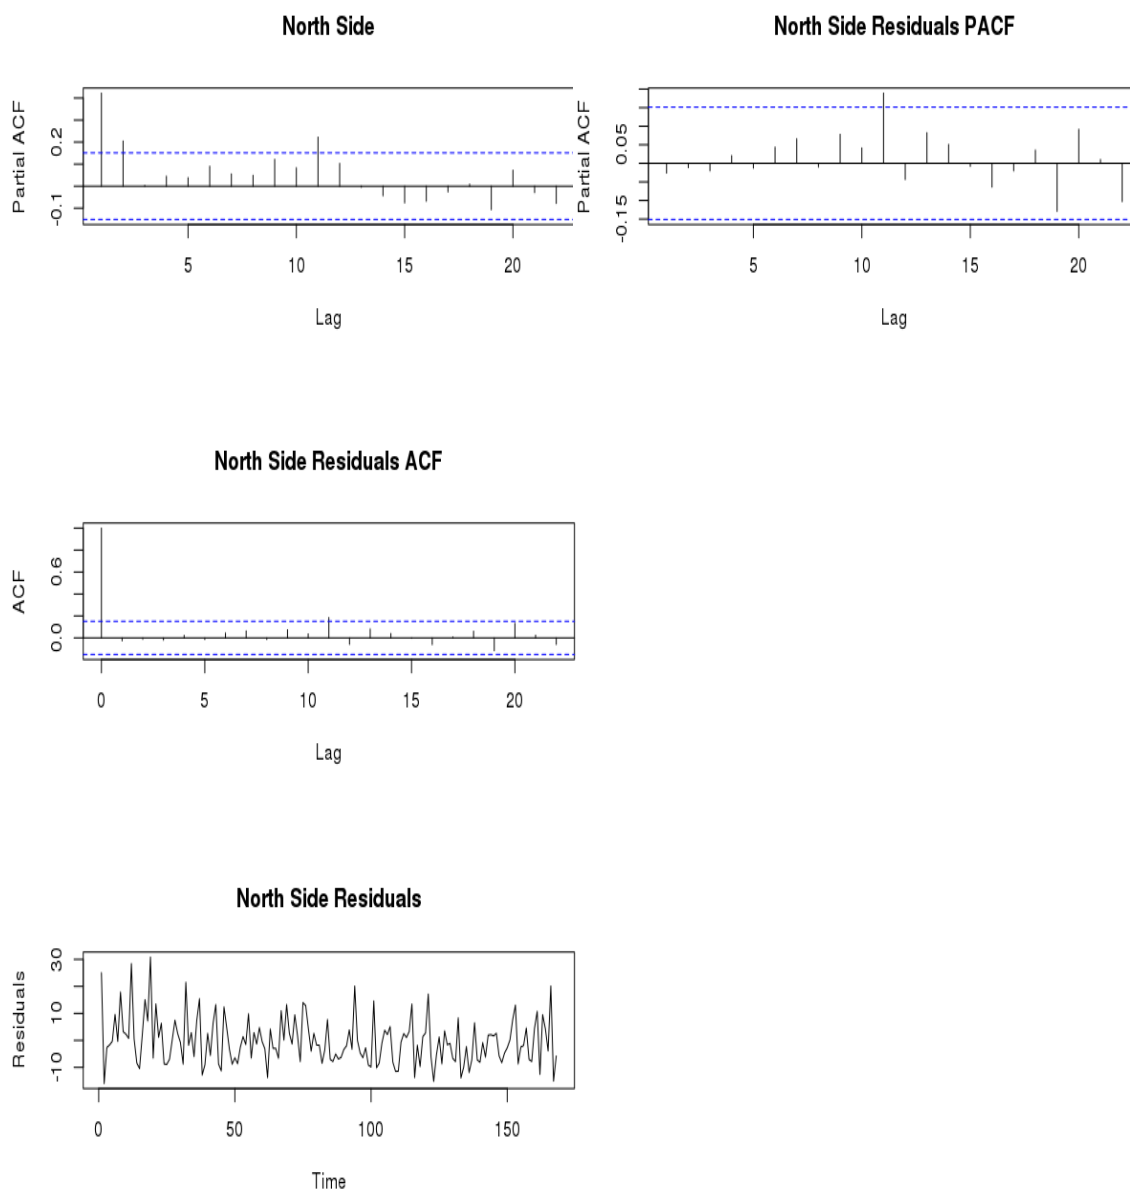 North Side
Partial ACF
0.2
-0.1
5 10 15 20
Lag
North Side Residuals PACF
Partial ACF
0.05
-0.15
5 10 15 20
Lag
North Side Residuals ACF
ACF
0.6
0.0
0 5 10 15 20
Lag
North Side Residuals
Residuals
30
10
-10
0 50 100 150
Time